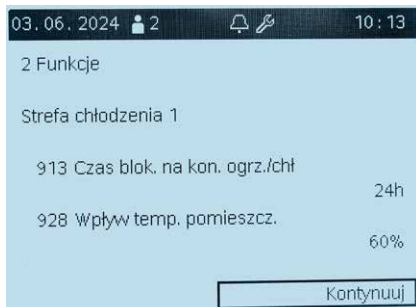 03.06.2024 2 10:13
2 Funkcje
Strefa chłodzenia 1
913 Czas blok. na kon. ogrz./chł
24h
928 Wpływ temp. pomieszcz.
60%
Kontynuuj